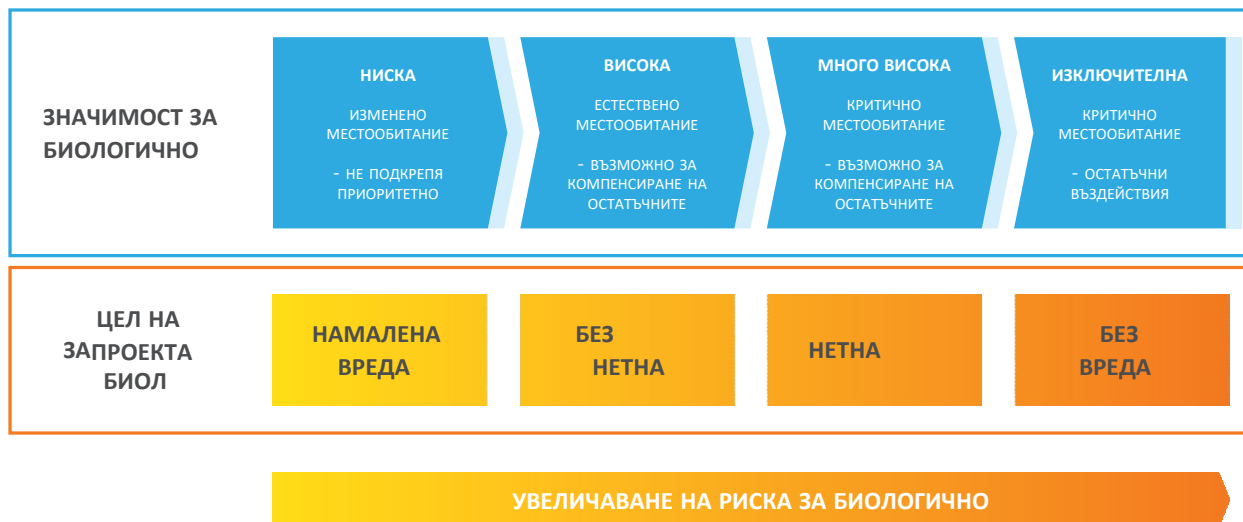 ЗНАЧИМОСТ ЗА
БИОЛОГИЧНО
НИСКА
ИЗМЕНЕНО
МЕСТООБИТАНИЕ
- НЕ ПОДКРЕПЯ
ПРИОРИТЕТНО
ВИСОКА
ЕСТЕСТВЕНО
МЕСТООБИТАНИЕ
- ВЪЗМОЖНО ЗА
КОМПЕНСИРАНЕ НА
ОСТАТЪЧНИТЕ
МНОГО ВИСОКА
КРИТИЧНО
МЕСТООБИТАНИЕ
- ВЪЗМОЖНО ЗА
КОМПЕНСИРАНЕ НА
ОСТАТЪЧНИТЕ
ИЗКЛЮЧИТЕЛНА
КРИТИЧНО
МЕСТООБИТАНИЕ
- ОСТАТЪЧНИ
ВЪЗДЕЙСТВИЯ
ЦЕЛ НА
ЗАПРОЕКТА
БИОЛ
НАМАЛЕНА
ВРЕДА
БЕЗ
НЕТНА
НЕТНА
БЕЗ
ВРЕДА
УВЕЛИЧАВАНЕ НА РИСКА ЗА БИОЛОГИЧНО